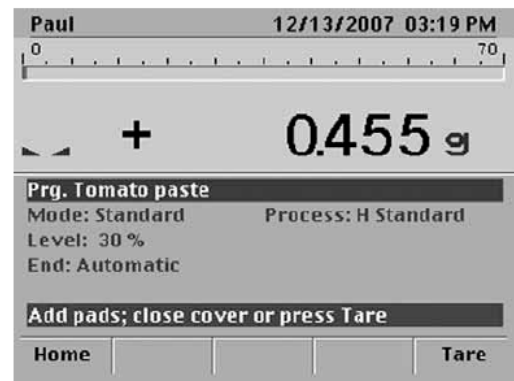 Paul 12/13/2007 03:19 PM
0 70
+ 0.455 g
Prg. Tomato paste
Mode: Standard Process: H Standard
Level: 30 %
End: Automatic
Add pads; close cover or press Tare
Home Tare